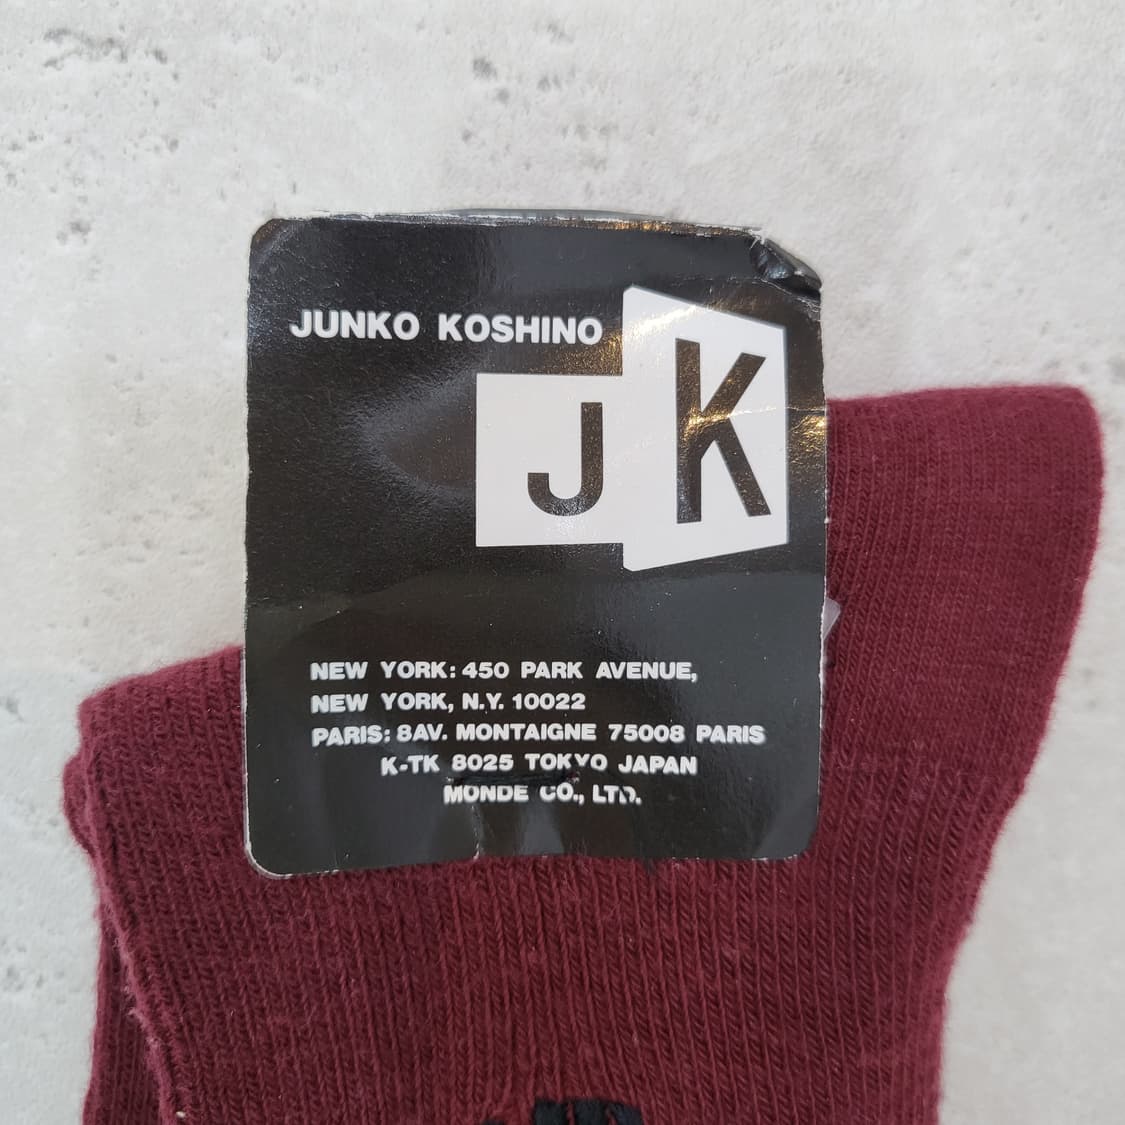 JUNKO KOSHINO
J K
NEW YORK: 450 PARK AVENUE,
NEW YORK, N.Y. 10022
PARIS: 8AV. MONTAIGNE 75008 PARIS
K-TK 8025 TOKYO JAPAN
MONDE CO., LTD.